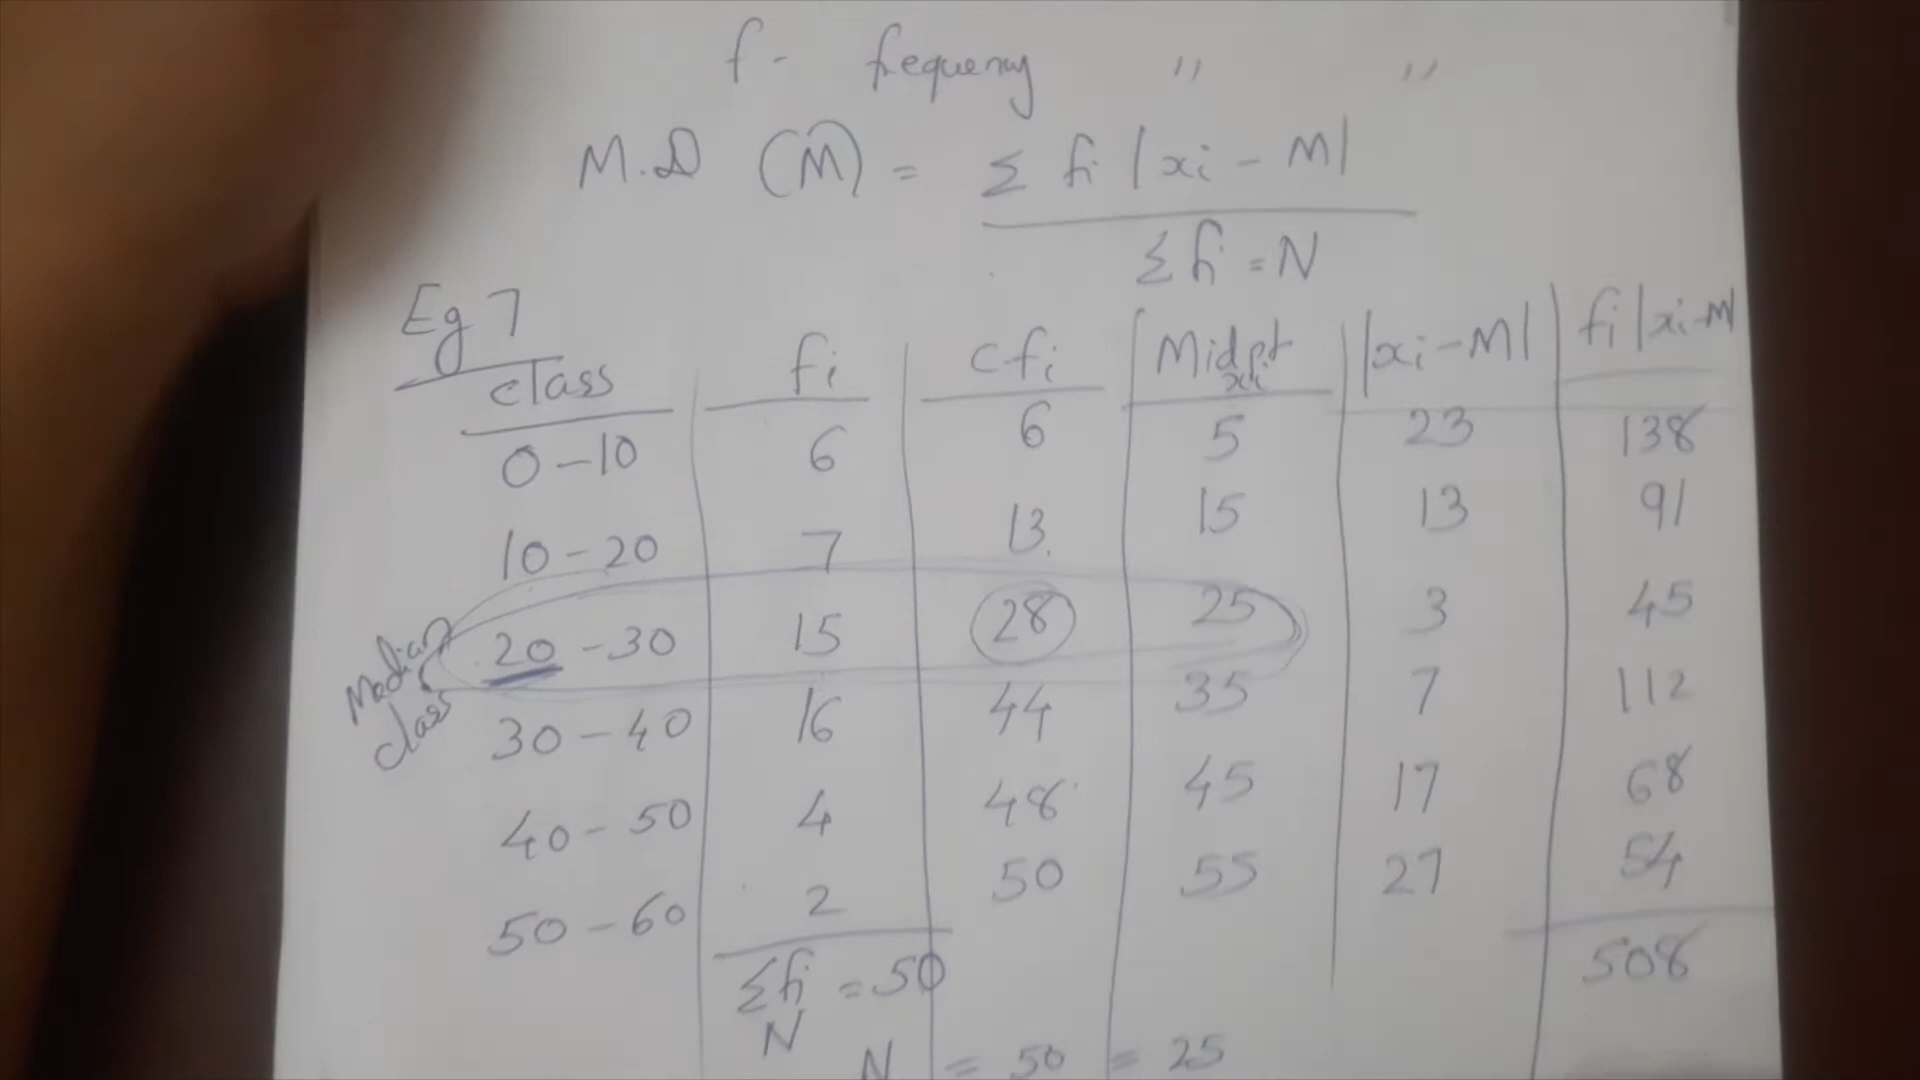 f - frequency " "
M.D (M) = Σ fi |xi - M|
Σ fi = N
Eg 7
class fi cfi Midpt xi |xi - M| fi |xi - M|
0 - 10 6 6 5 23 138
10 - 20 7 13 15 13 91
Median class 20 - 30 15 28 25 3 45
30 - 40 16 44 35 7 112
40 - 50 4 48 45 17 68
50 - 60 2 50 55 27 54
Σ fi = 50 508
N
N = 50 = 25